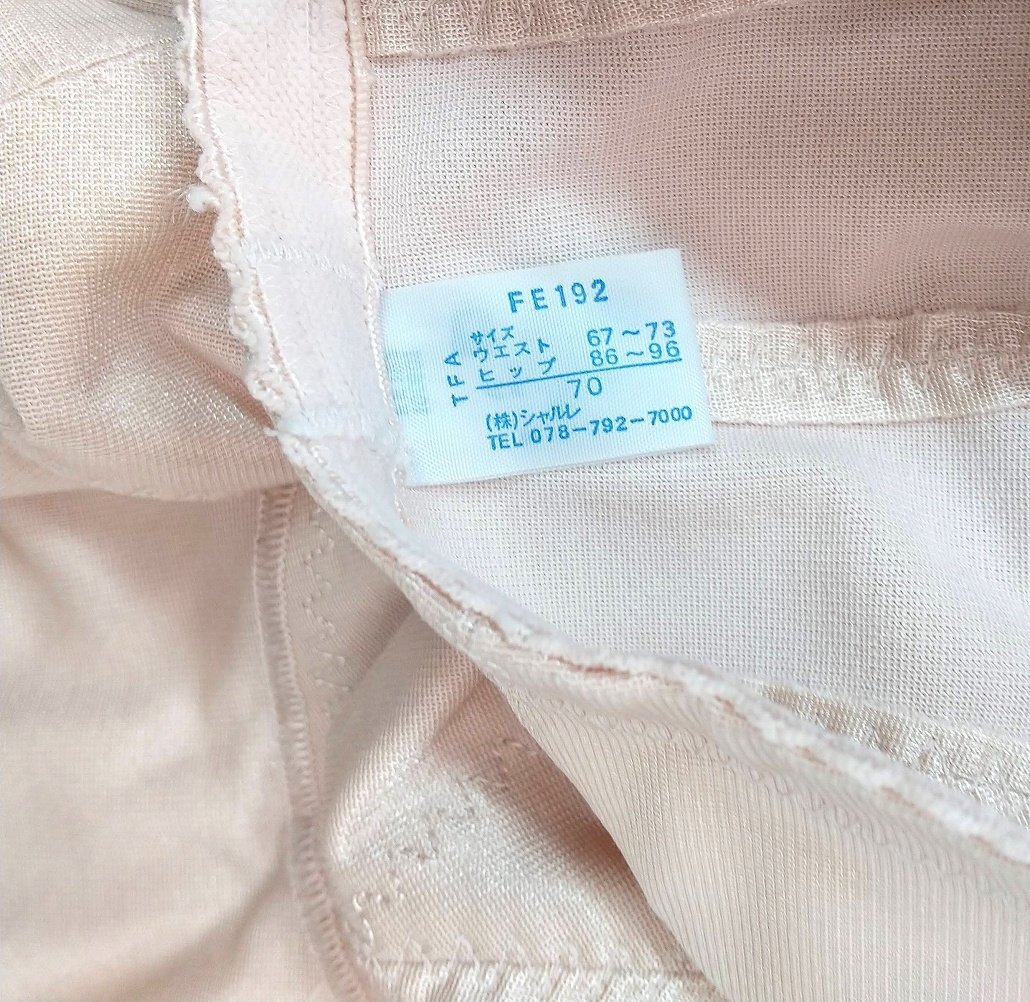 FE192
サイズ
ウエスト 67～73
ヒップ 86～96
70
TFA
(株)シャルレ
TEL 078-792-7000